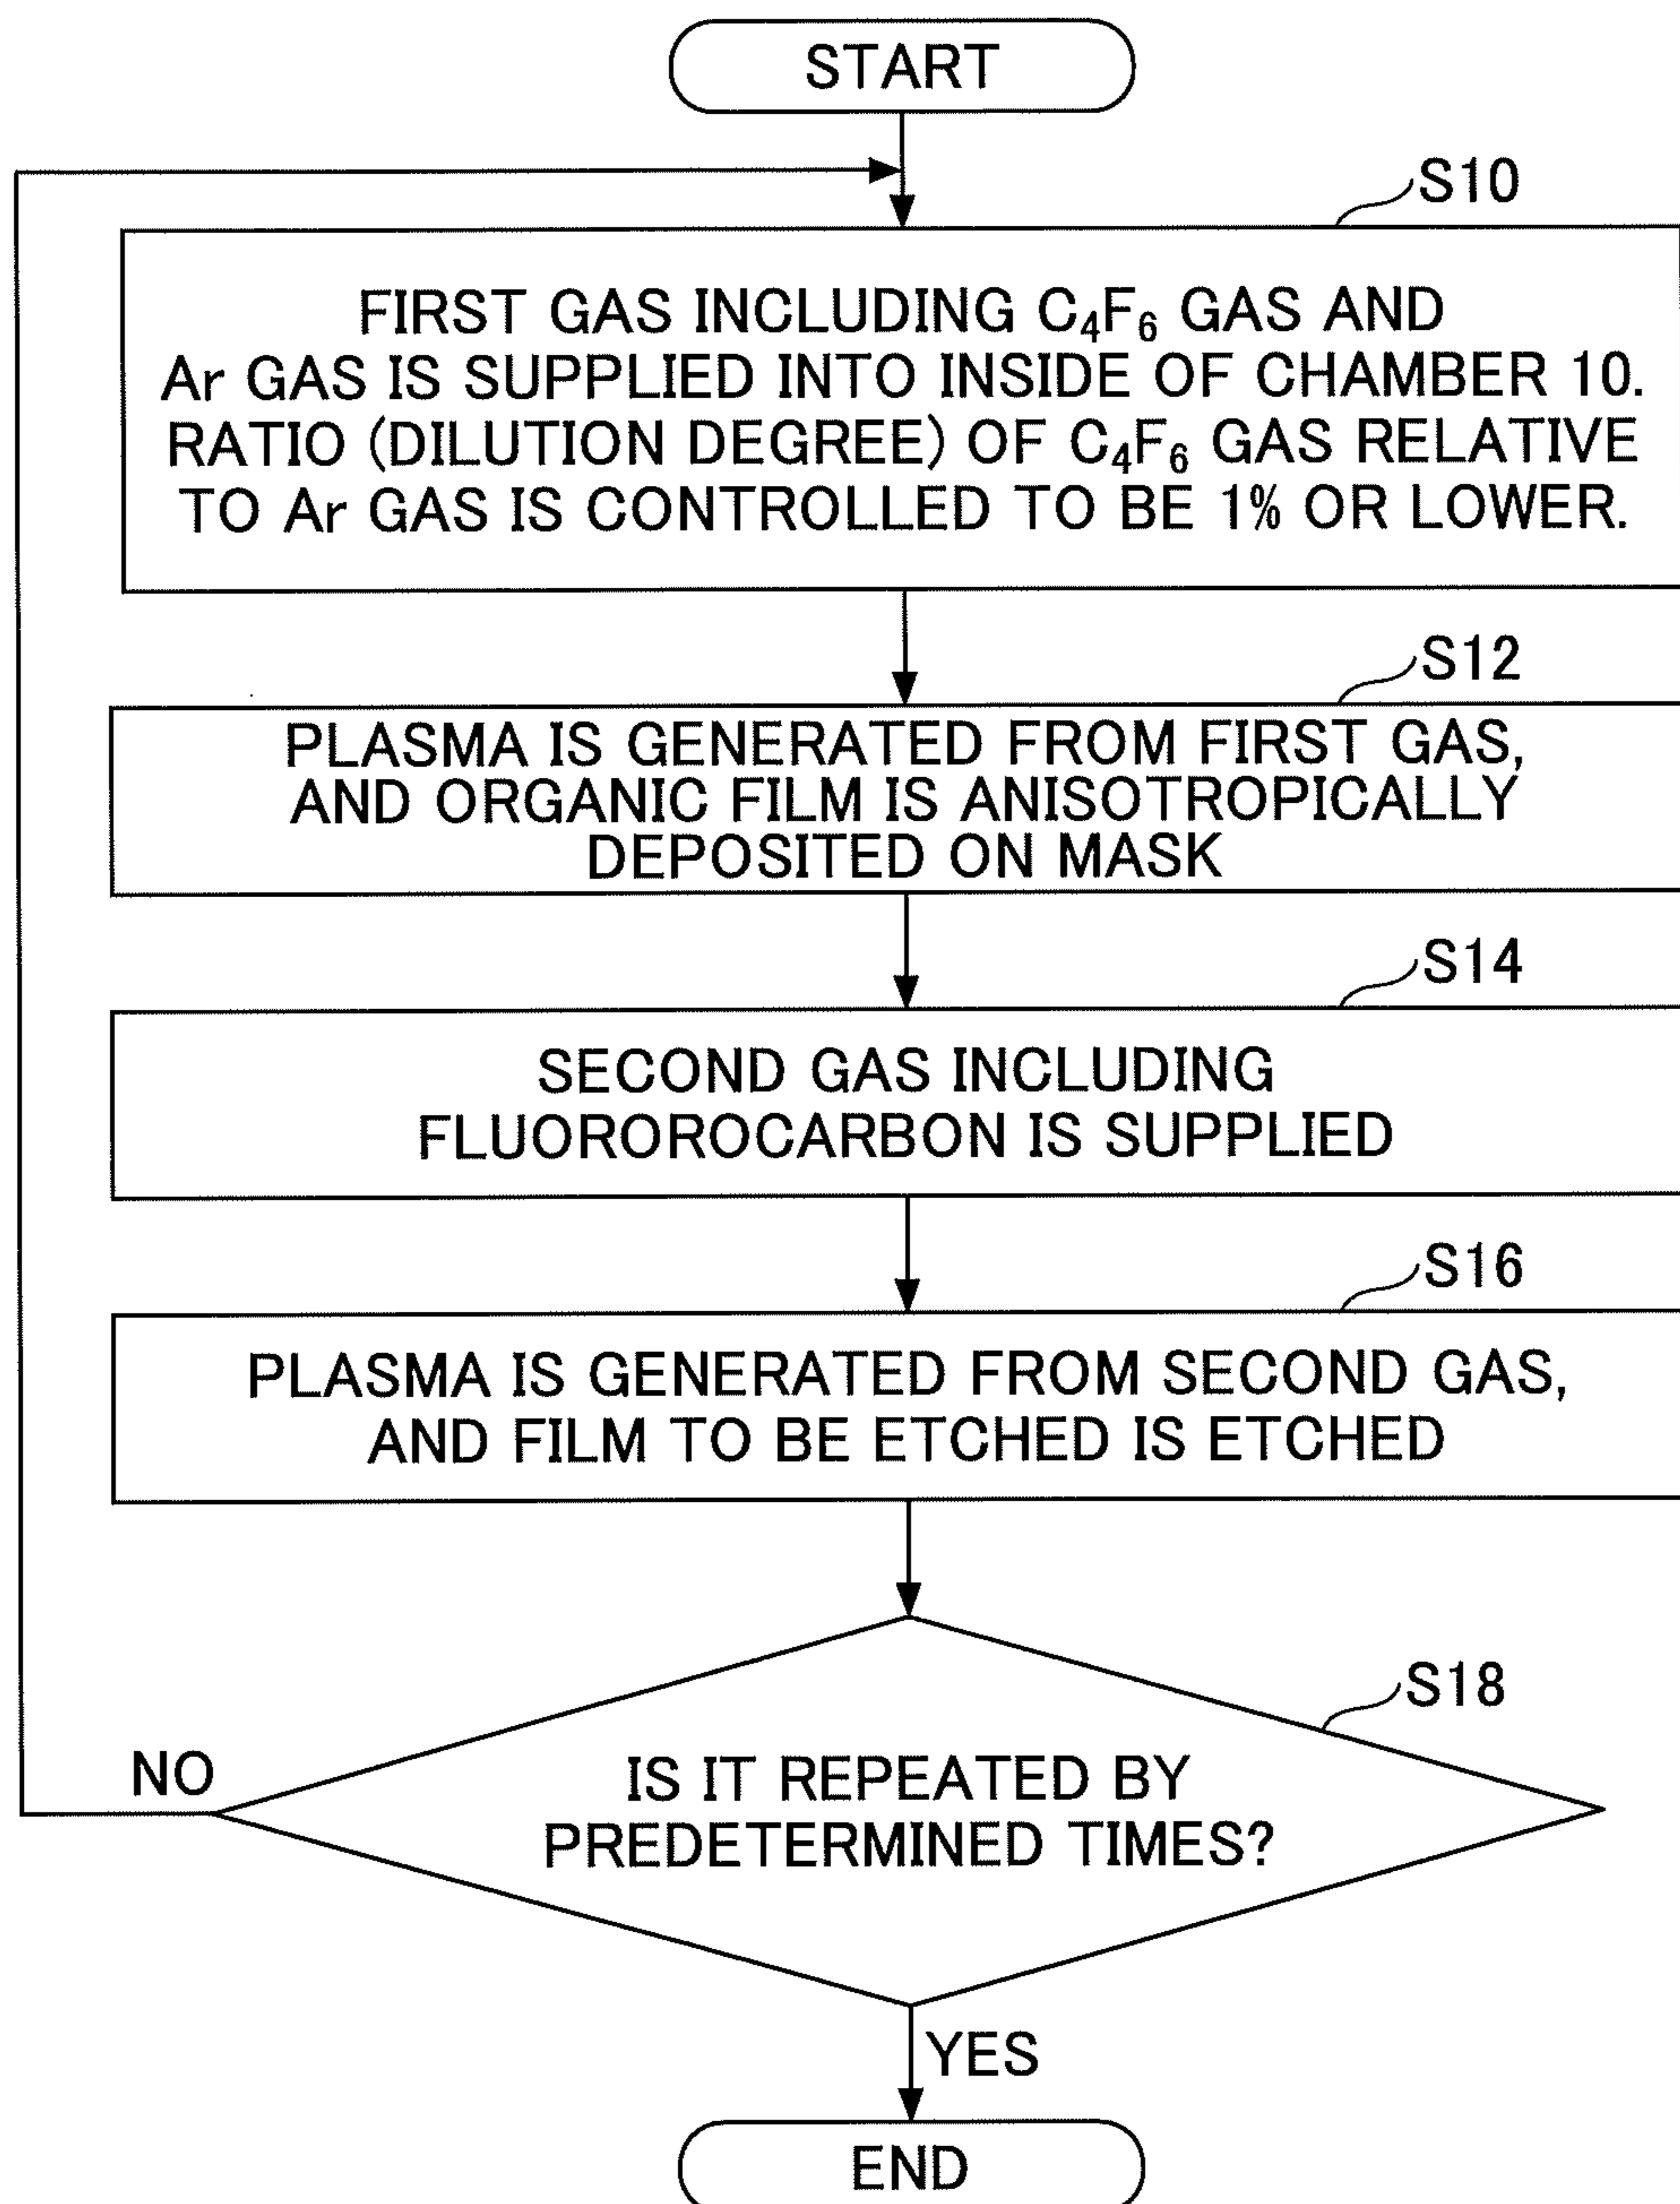 START
S10
FIRST GAS INCLUDING C₄F₆ GAS AND
Ar GAS IS SUPPLIED INTO INSIDE OF CHAMBER 10.
RATIO (DILUTION DEGREE) OF C₄F₆ GAS RELATIVE
TO Ar GAS IS CONTROLLED TO BE 1% OR LOWER.
S12
PLASMA IS GENERATED FROM FIRST GAS,
AND ORGANIC FILM IS ANISOTROPICALLY
DEPOSITED ON MASK
S14
SECOND GAS INCLUDING
FLUOROROCARBON IS SUPPLIED
S16
PLASMA IS GENERATED FROM SECOND GAS,
AND FILM TO BE ETCHED IS ETCHED
S18
NO
IS IT REPEATED BY
PREDETERMINED TIMES?
YES
END